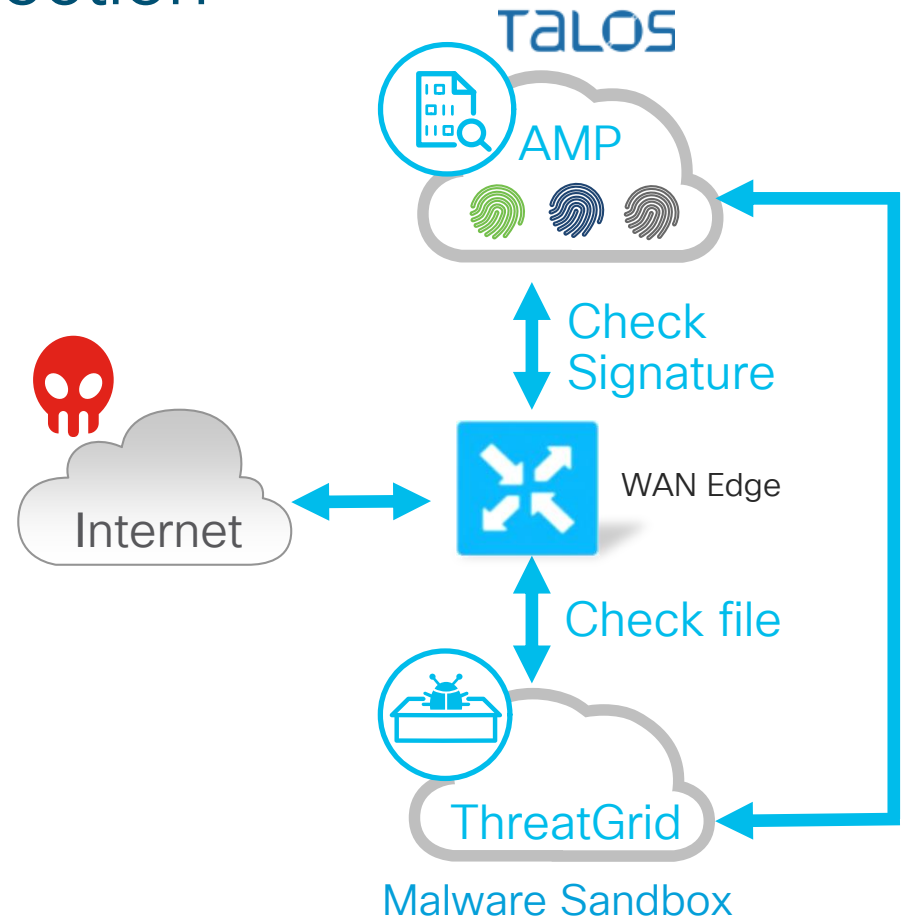 TALOS
AMP
Check
Signature
WAN Edge
Internet
Check file
ThreatGrid
Malware Sandbox